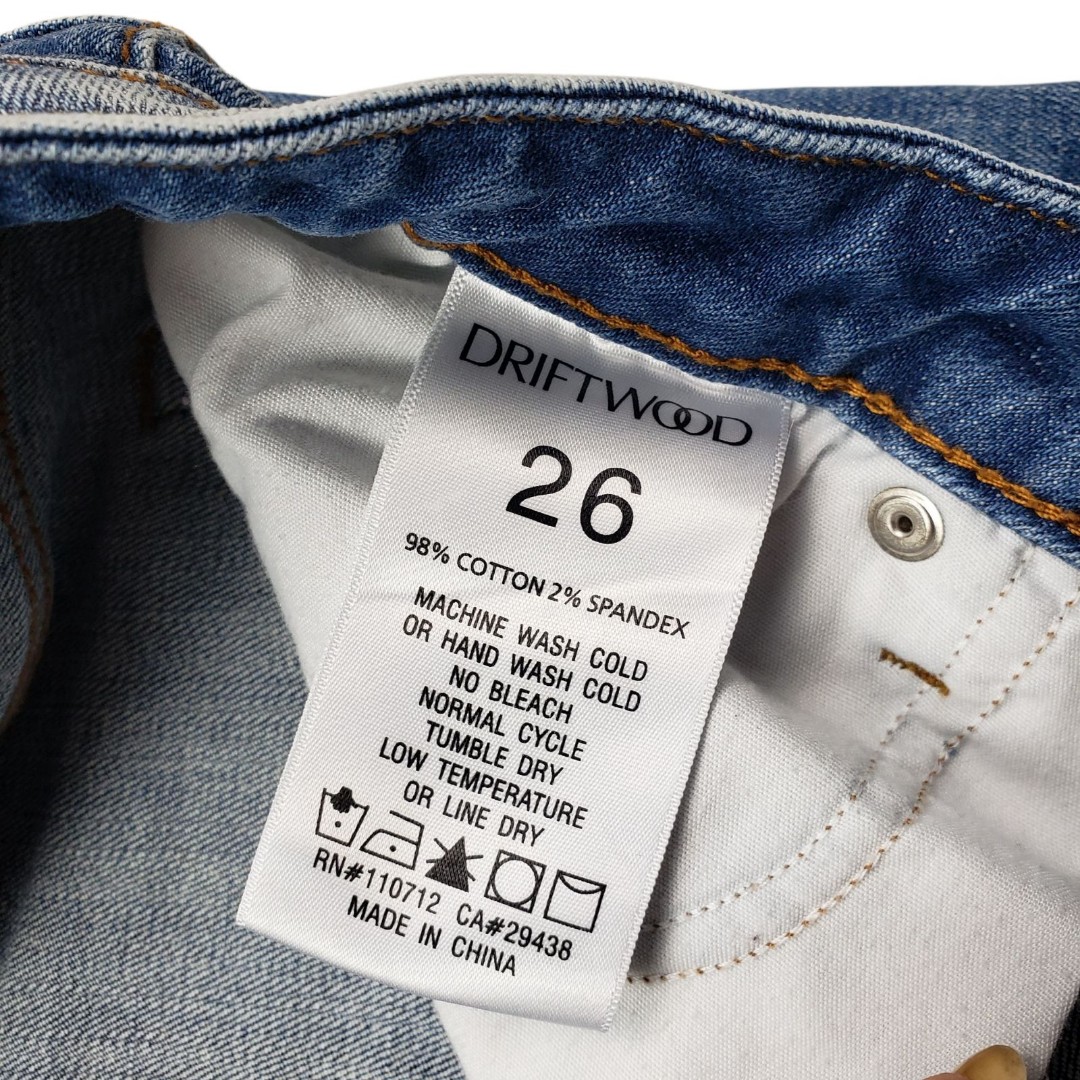 DRIFTWOOD
26
98% COTTON 2% SPANDEX
MACHINE WASH COLD
OR HAND WASH COLD
NO BLEACH
NORMAL CYCLE
TUMBLE DRY
LOW TEMPERATURE
OR LINE DRY
RN#110712 CA#29438
MADE IN CHINA